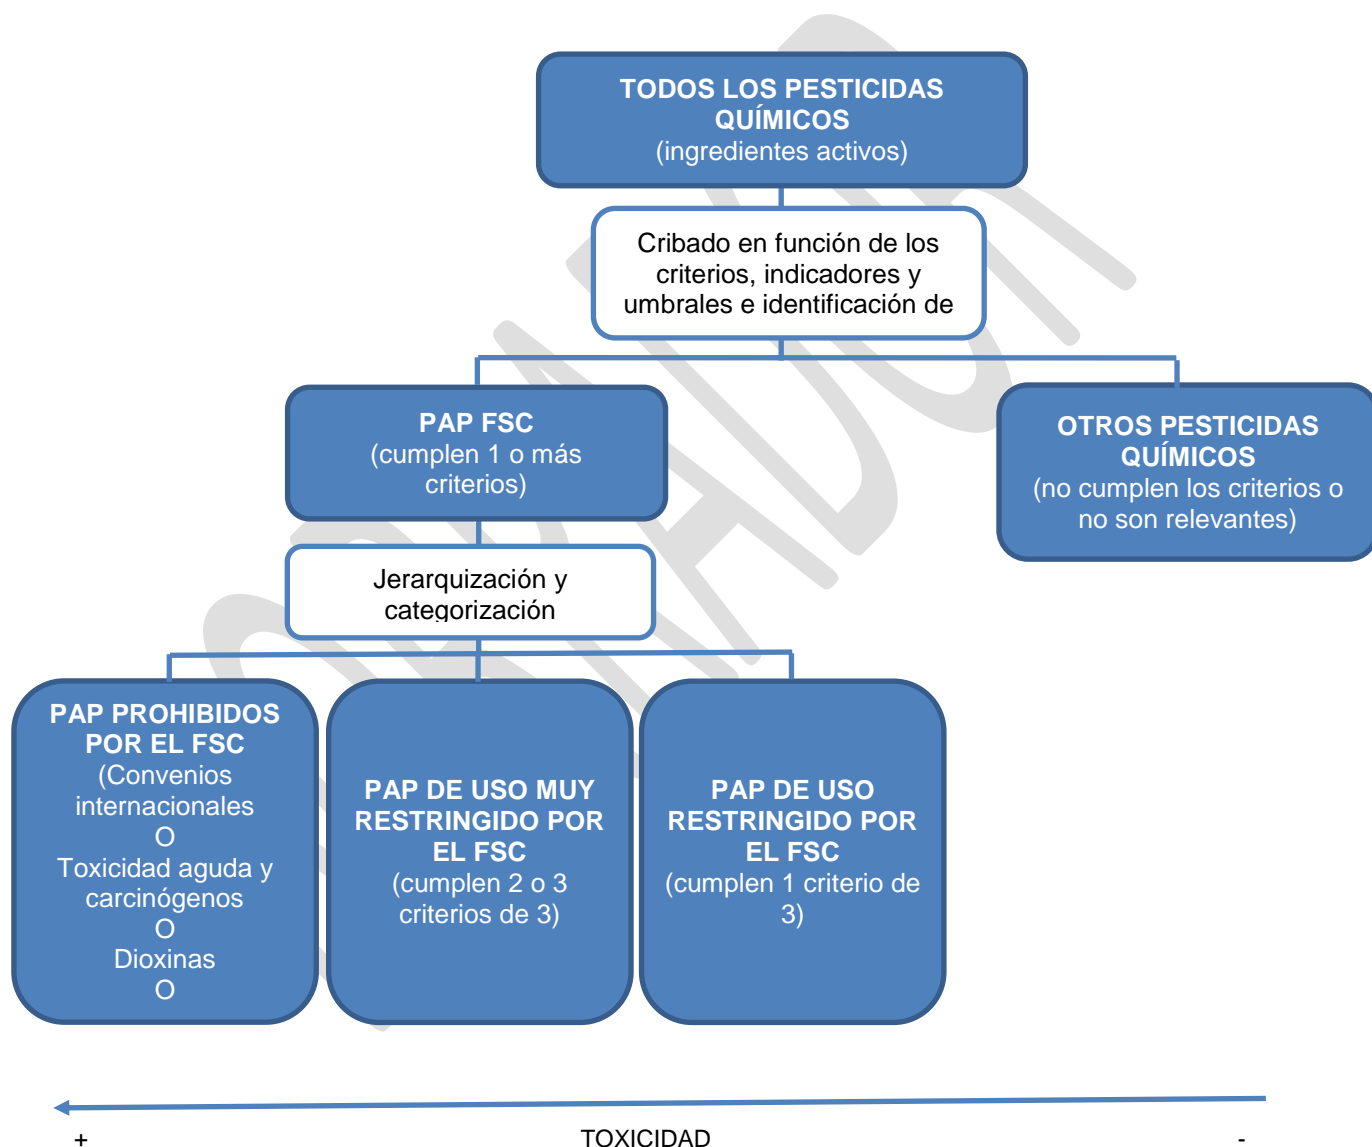 TODOS LOS PESTICIDAS
QUÍMICOS
(ingredientes activos)
Cribado en función de los
criterios, indicadores y
umbrales e identificación de
PAP FSC
(cumplen 1 o más
criterios)
OTROS PESTICIDAS
QUÍMICOS
(no cumplen los criterios o
no son relevantes)
Jerarquización y
categorización
PAP PROHIBIDOS
POR EL FSC
(Convenios
internacionales
O
Toxicidad aguda y
carcinógenos
O
Dioxinas
O
PAP DE USO MUY
RESTRINGIDO POR
EL FSC
(cumplen 2 o 3
criterios de 3)
PAP DE USO
RESTRINGIDO POR
EL FSC
(cumplen 1 criterio de
3)
+ TOXICIDAD -